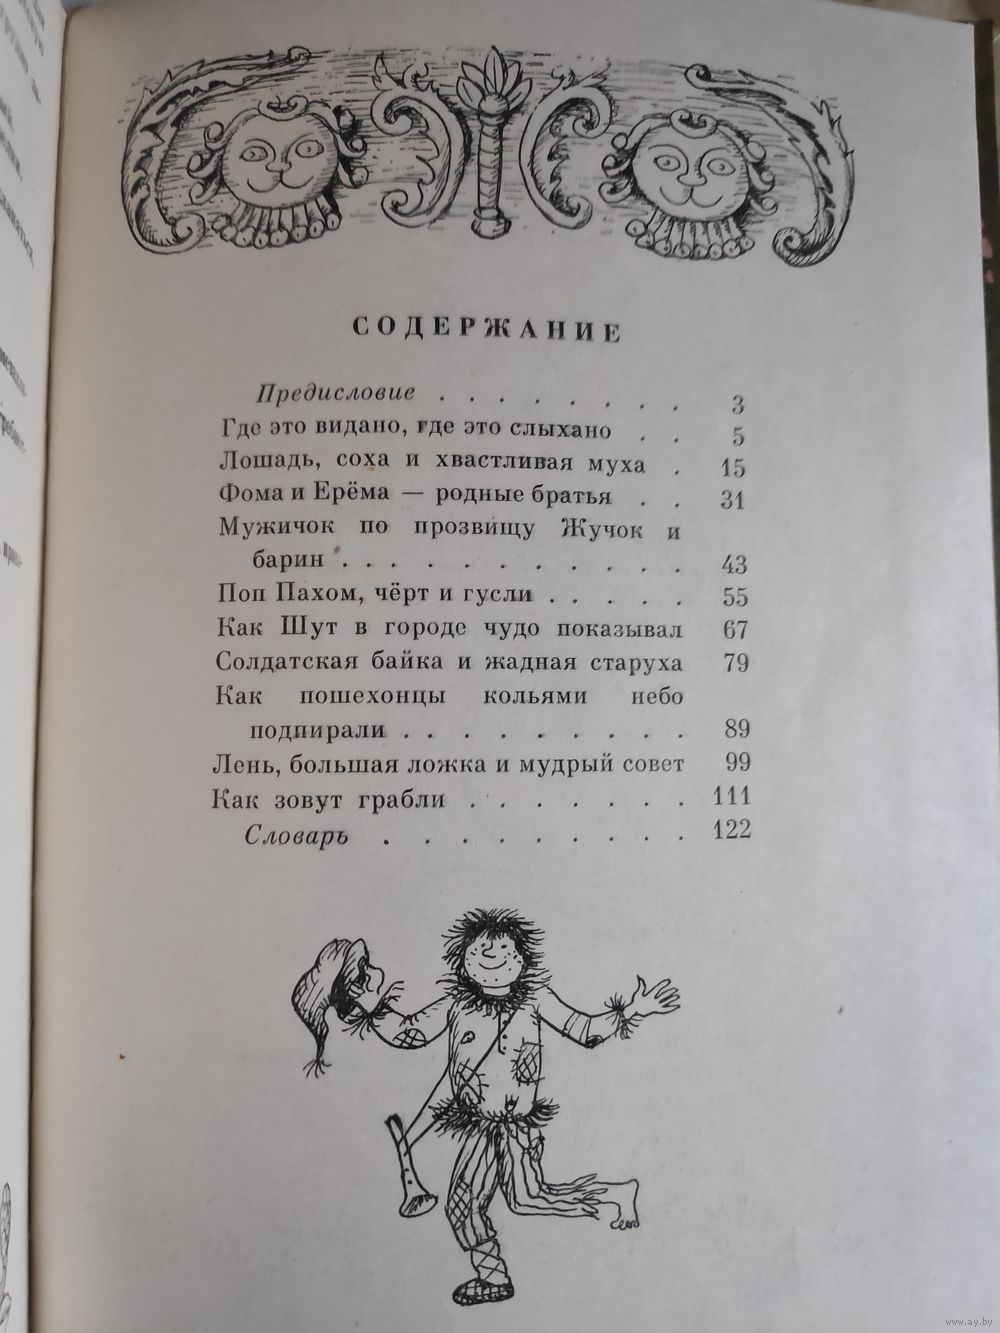 СОДЕРЖАНИЕ
Предисловие . . . . . . . . 3
Где это видано, где это слыхано . . 5
Лошадь, соха и хвастливая муха . 15
Фома и Ерёма — родные братья . . 31
Мужичок по прозвищу Жучок и
барин . . . . . . . . . . . 43
Поп Пахом, чёрт и гусли . . . . . 55
Как Шут в городе чудо показывал 67
Солдатская байка и жадная старуха 79
Как пошехонцы кольями небо
подпирали . . . . . . . . . 89
Лень, большая ложка и мудрый совет 99
Как зовут грабли . . . . . . . 111
Словарь . . . . . . . . . 122
www.ay.by